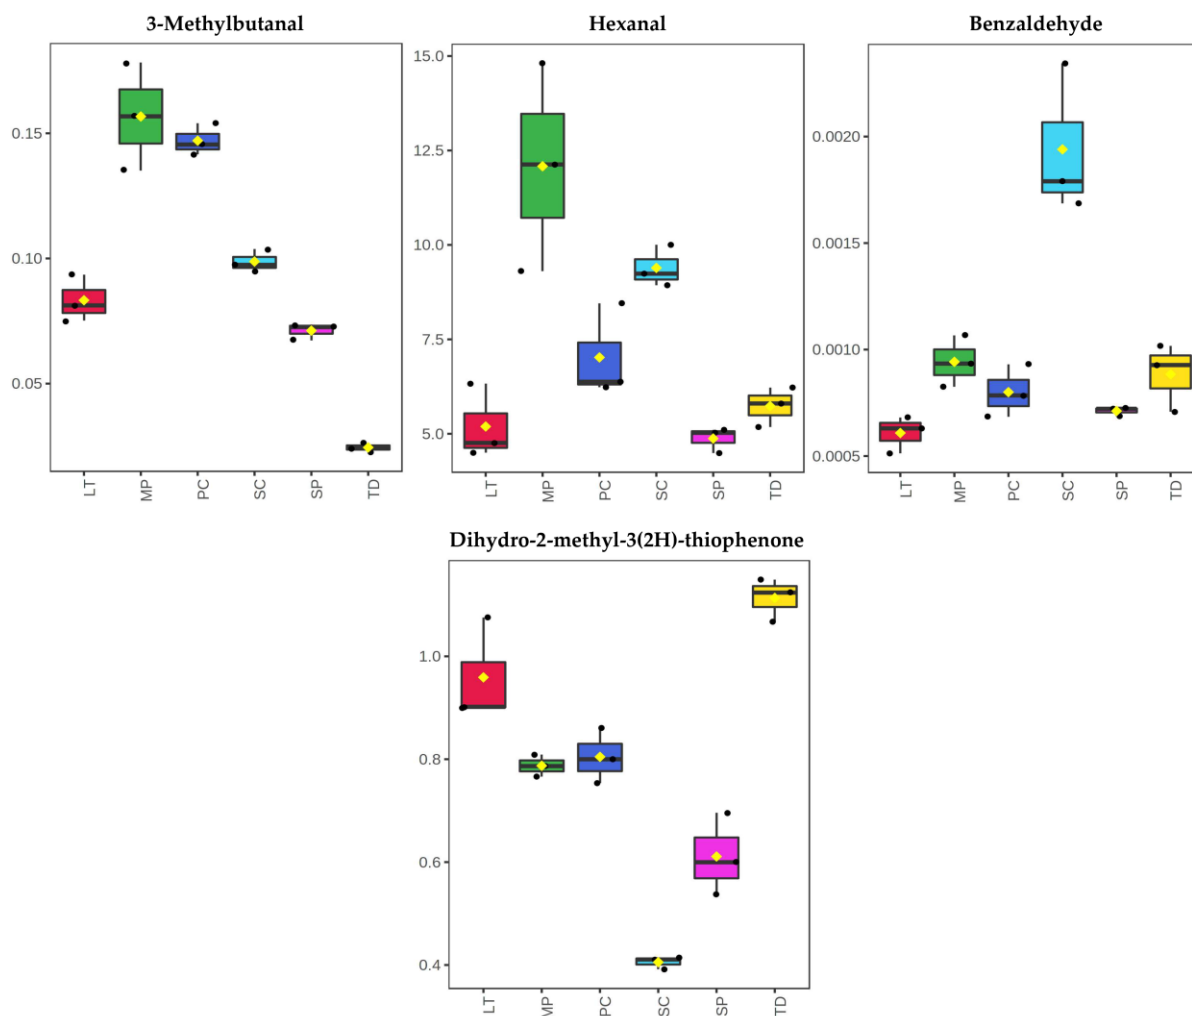 3-Methylbutanal
Hexanal
Benzaldehyde
0.15
0.10
0.05
LT MP PC SC SP TD
15.0
12.5
10.0
7.5
5.0
LT MP PC SC SP TD
0.0020
0.0015
0.0010
0.0005
LT MP PC SC SP TD
Dihydro-2-methyl-3(2H)-thiophenone
1.0
0.8
0.6
0.4
LT MP PC SC SP TD